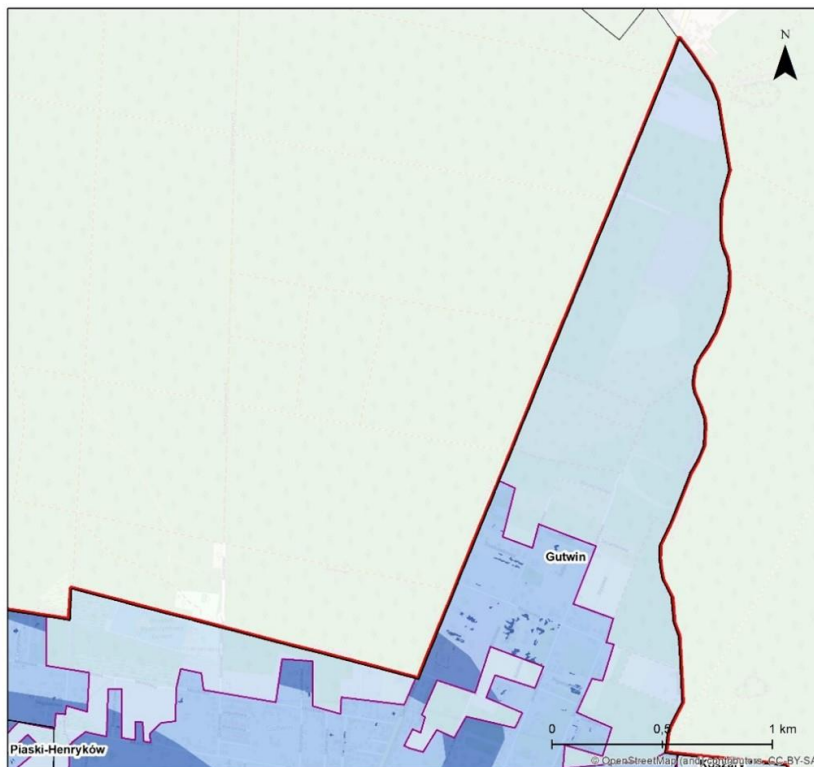 N
Gutwin
0 0,5 1 km
Piaski-Henryków
© OpenStreetMap (and) contributors, CC-BY-SA